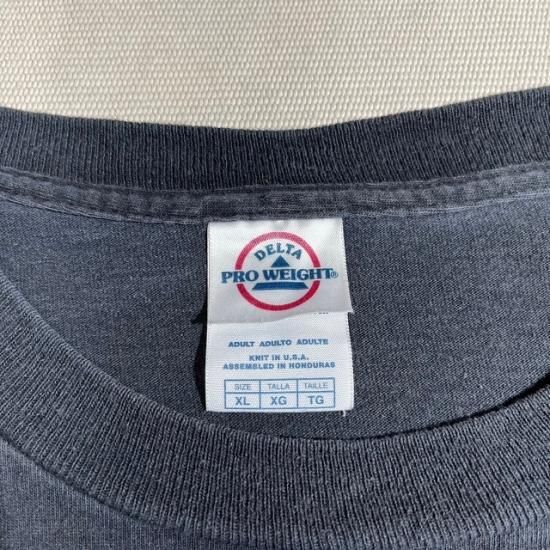 DELTA
PRO WEIGHT®
ADULT ADULTO ADULTE
KNIT IN U.S.A.
ASSEMBLED IN HONDURAS
SIZE TALLA TAILLE
XL XG TG